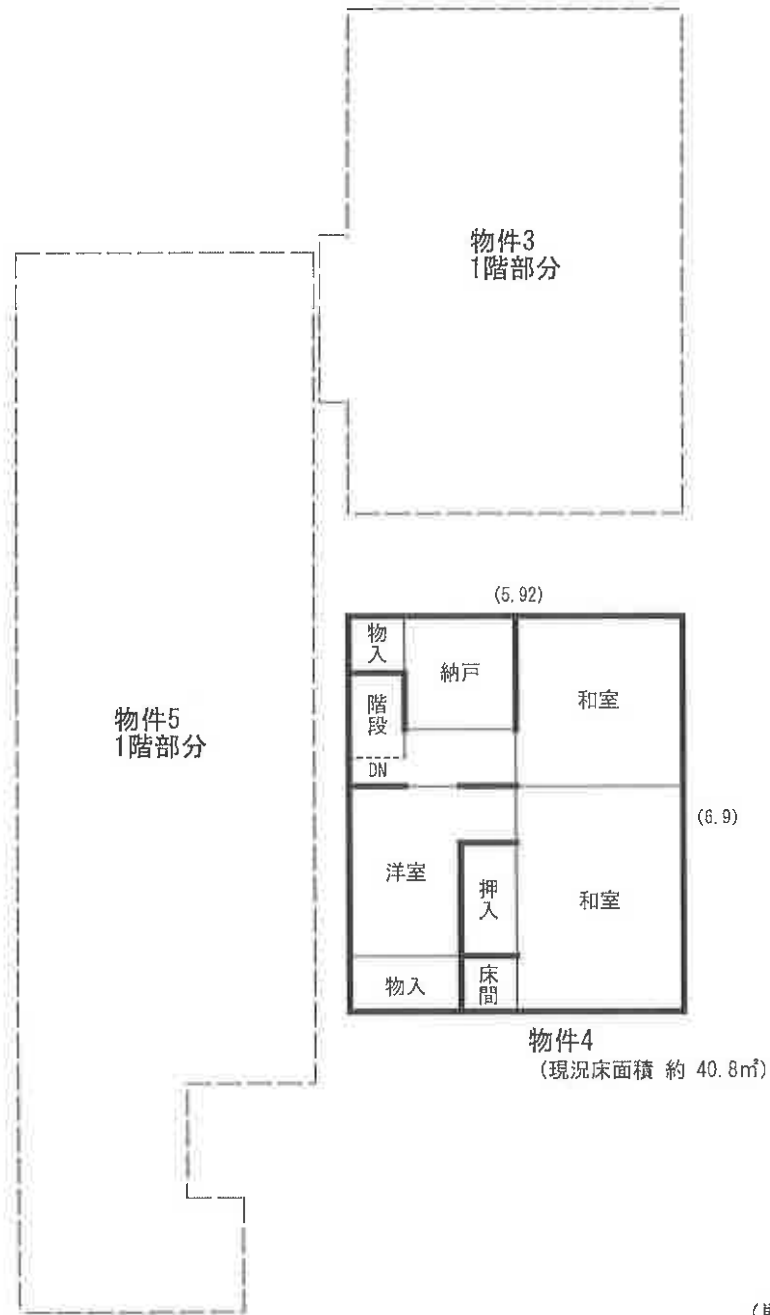 物件3
1階部分
(5.92)
物入
納戸
和室
階段
DN
物件5
1階部分
(6.9)
洋室
押入
和室
物入
床間
物件4
(現況床面積 約 40.8㎡)